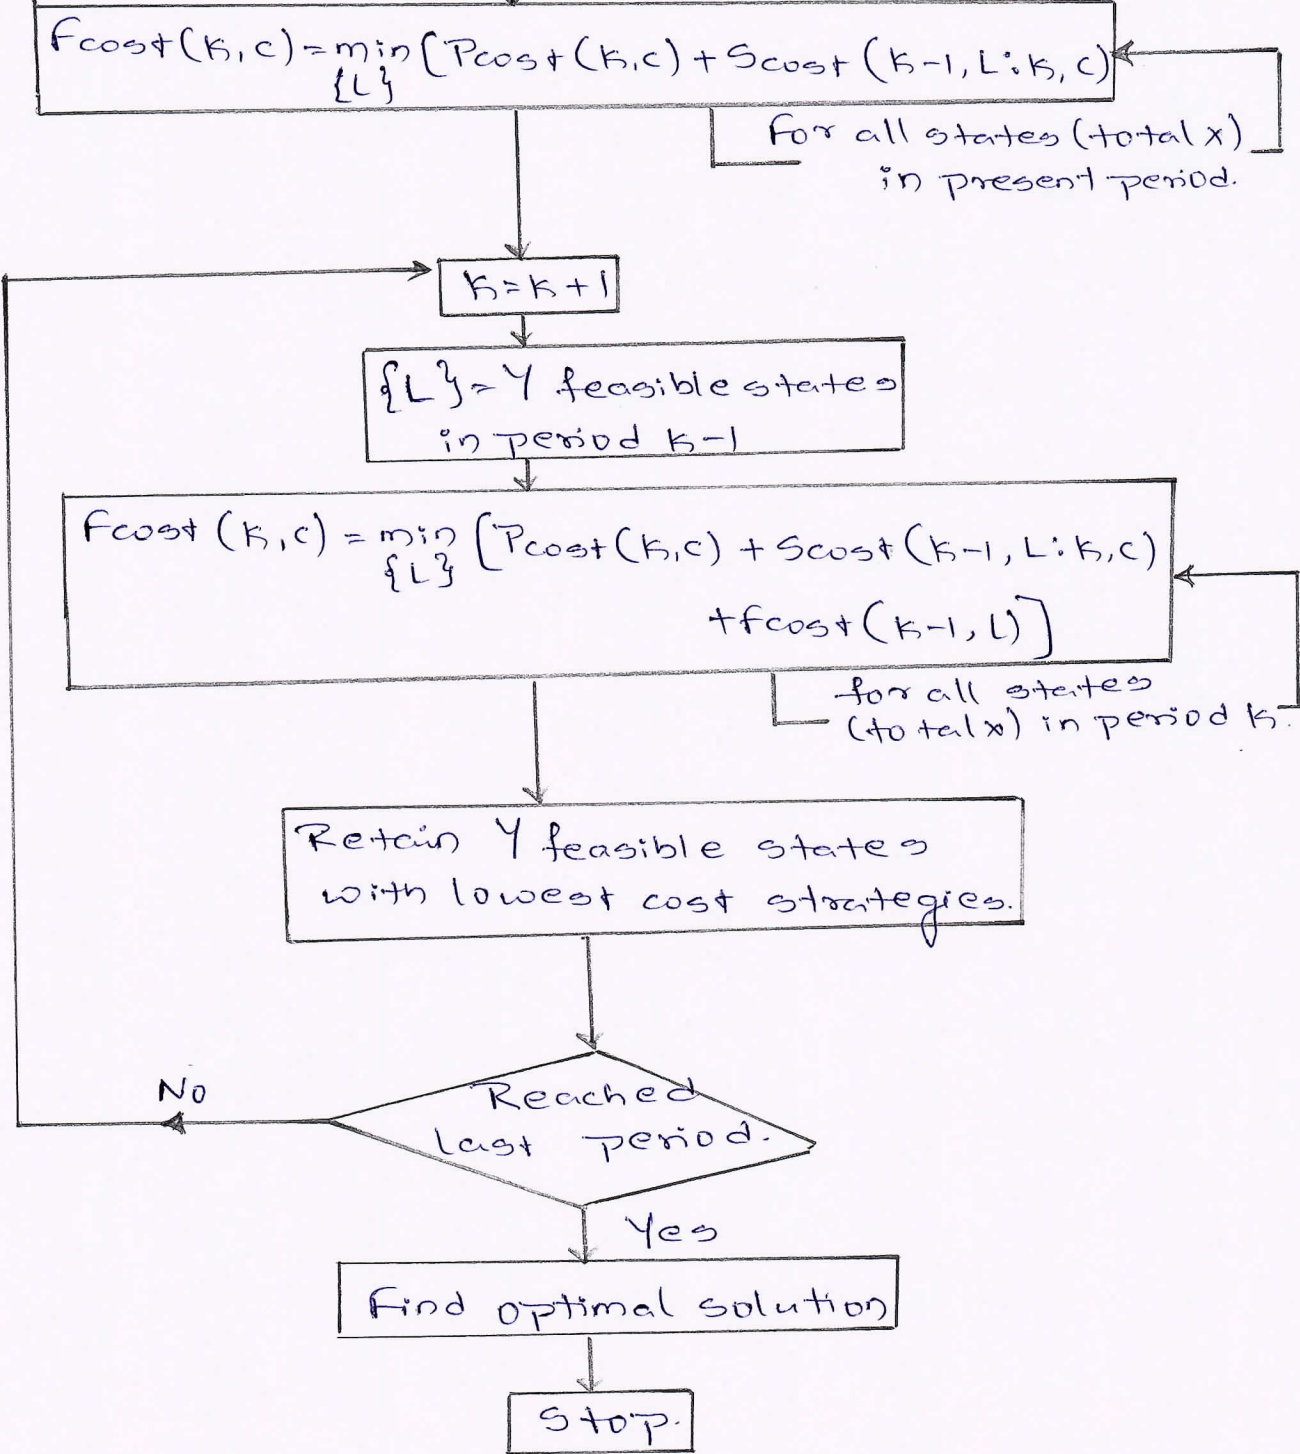 Fcost(K,C)=min(Pcost(K,C)+Scost(K-1,L:K,C)
{L}
For all states (total x)
in present period.
K=K+1
{L}=Y feasible states
in period K-1
Fcost (K,C) = min [Pcost(K,C) + Scost(K-1, L:K,C)
{L}
+fcost(K-1, L)]
for all states
(total x) in period K.
Retain Y feasible states
with lowest cost strategies.
No
Reached
last period.
Yes
Find optimal solution
Stop.